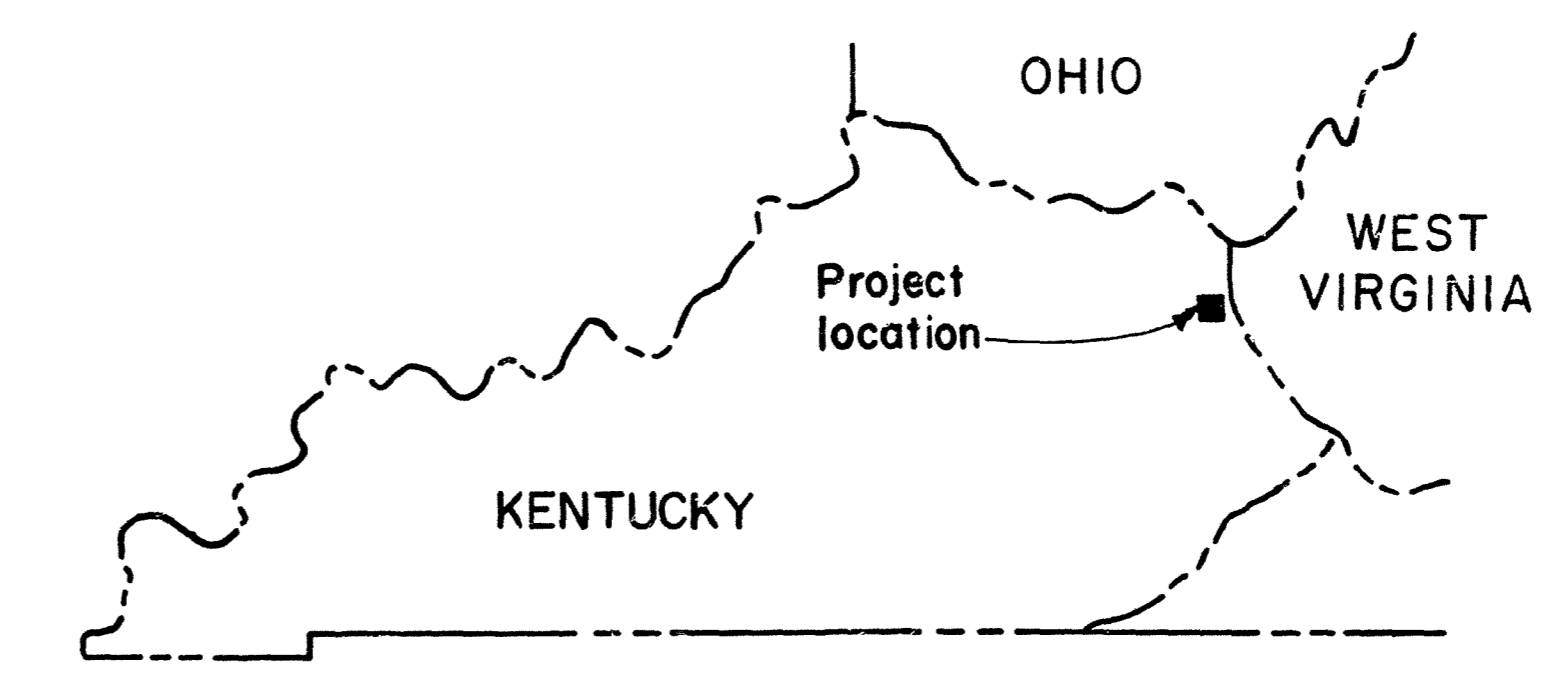 OHIO
WEST
VIRGINIA
Project
location
KENTUCKY